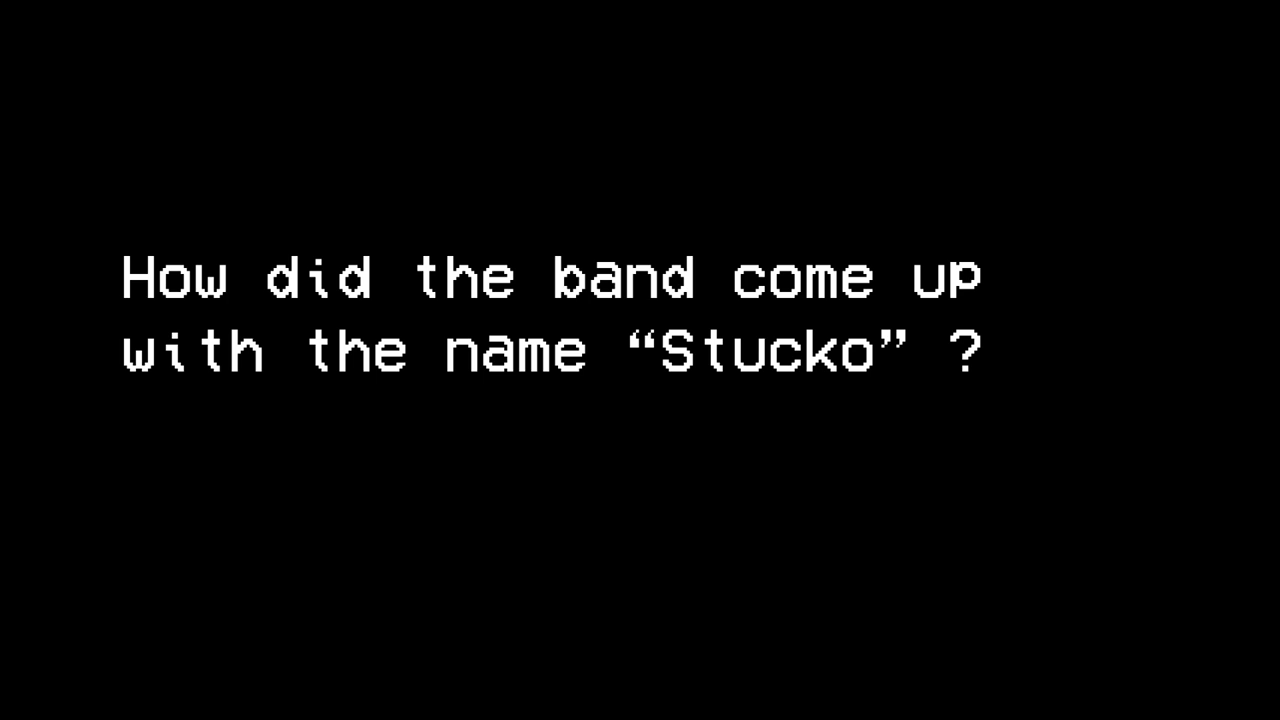 How did the band come up
with the name “Stucko” ?